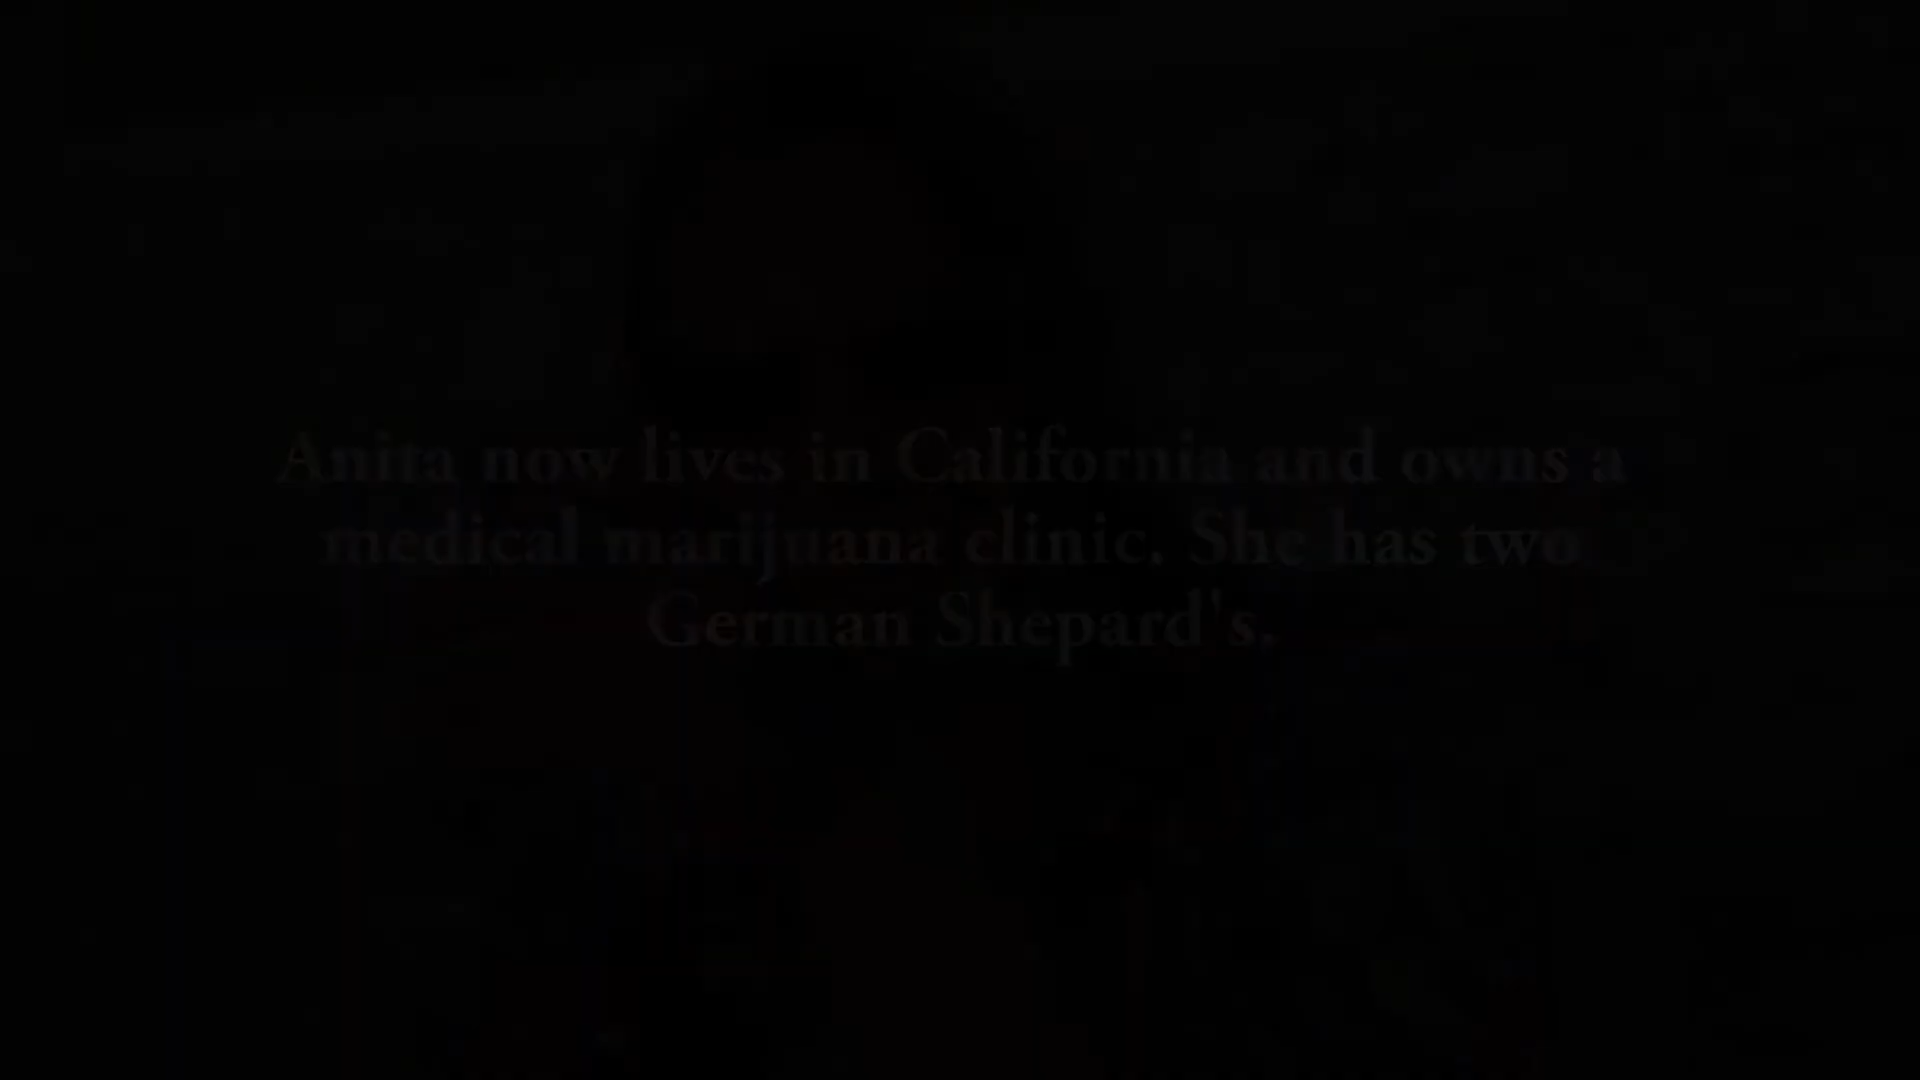 Anita now lives in California and owns a
medical marijuana clinic. She has two
German Shepard's.